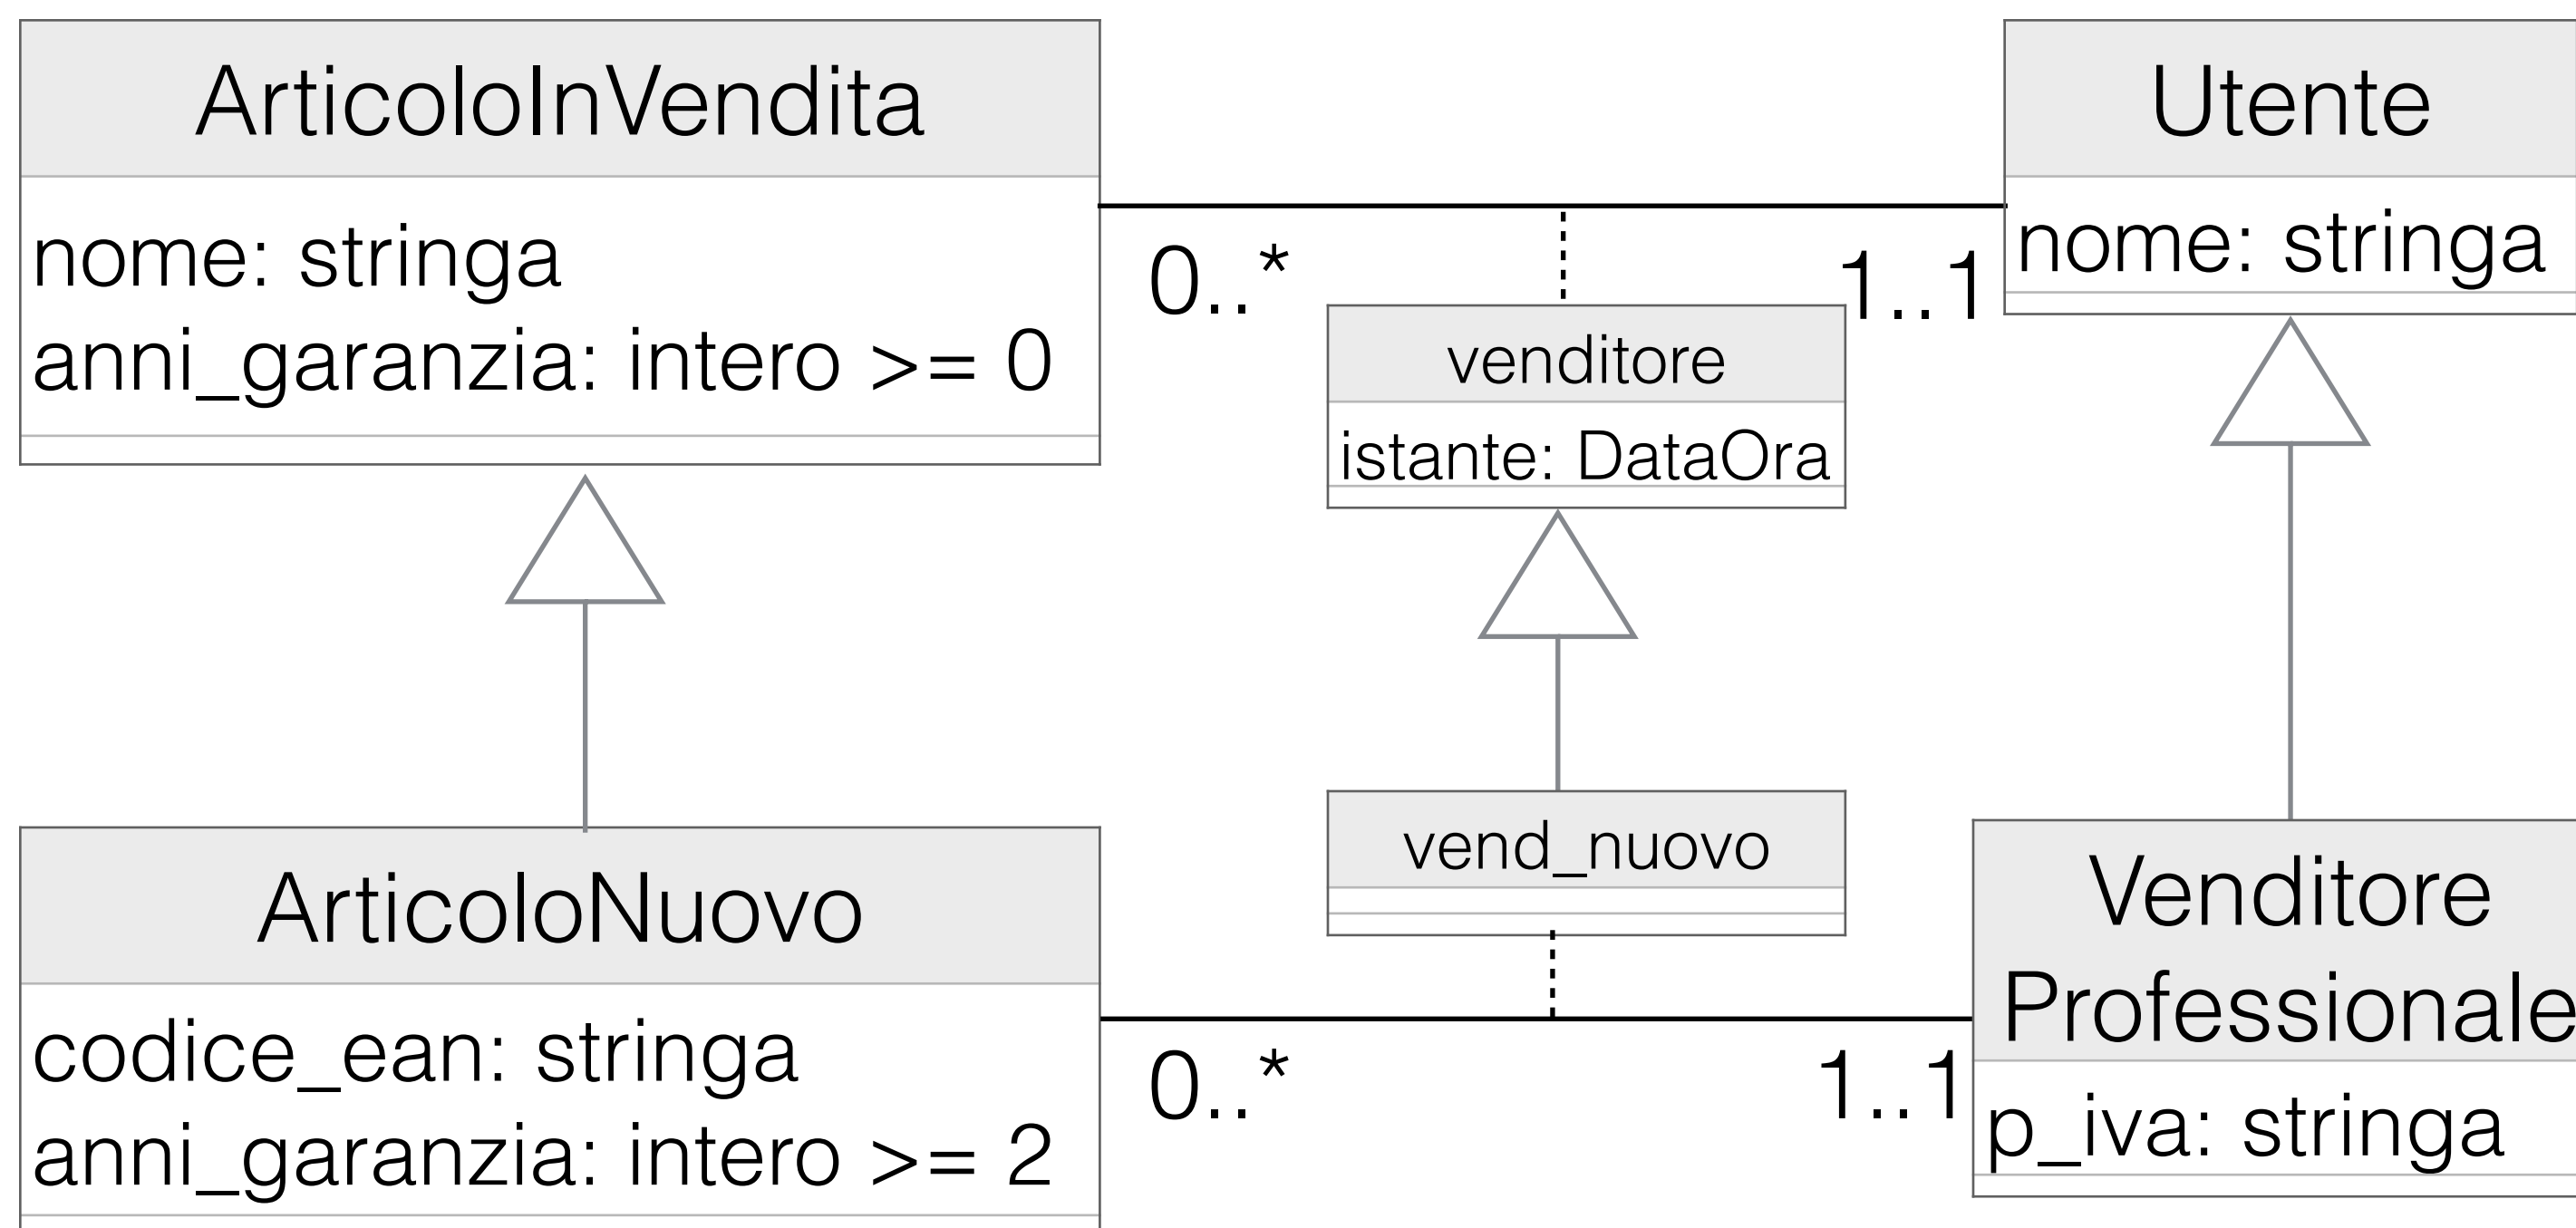 ArticoloInVendita
nome: stringa
anni_garanzia: intero >= 0
0..*
1..1
venditore
istante: DataOra
Utente
nome: stringa
vend_nuovo
ArticoloNuovo
codice_ean: stringa
anni_garanzia: intero >= 2
0..*
1..1
Venditore
Professionale
p_iva: stringa